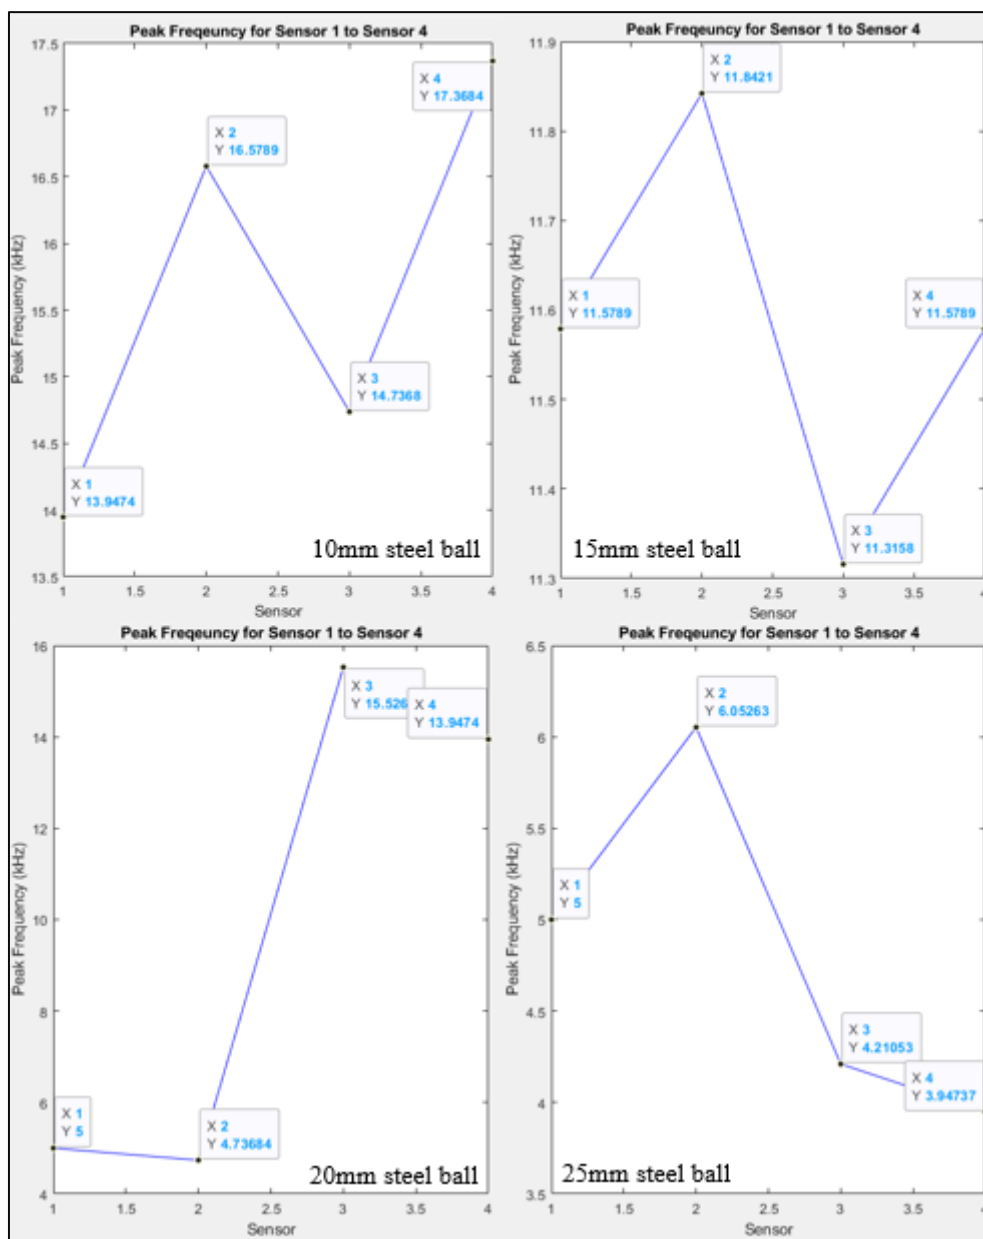 Peak Freqeuncy for Sensor 1 to Sensor 4
17.5
17
16.5
16
15.5
15
14.5
14
13.5
Peak Frequency (kHz)
X 1
Y 13.9474
X 2
Y 16.5789
X 3
Y 14.7368
X 4
Y 17.3684
10mm steel ball
1 1.5 2 2.5 3 3.5 4
Sensor
Peak Freqeuncy for Sensor 1 to Sensor 4
11.9
11.8
11.7
11.6
11.5
11.4
11.3
Peak Frequency (kHz)
X 1
Y 11.5789
X 2
Y 11.8421
X 3
Y 11.3158
X 4
Y 11.5789
15mm steel ball
1 1.5 2 2.5 3 3.5 4
Sensor
Peak Freqeuncy for Sensor 1 to Sensor 4
16
14
12
10
8
6
4
Peak Frequency (kHz)
X 1
Y 5
X 2
Y 4.73684
X 3
Y 15.526
X 4
Y 13.9474
20mm steel ball
1 1.5 2 2.5 3 3.5 4
Sensor
Peak Freqeuncy for Sensor 1 to Sensor 4
6.5
6
5.5
5
4.5
4
3.5
Peak Frequency (kHz)
X 1
Y 5
X 2
Y 6.05263
X 3
Y 4.21053
X 4
Y 3.94737
25mm steel ball
1 1.5 2 2.5 3 3.5 4
Sensor